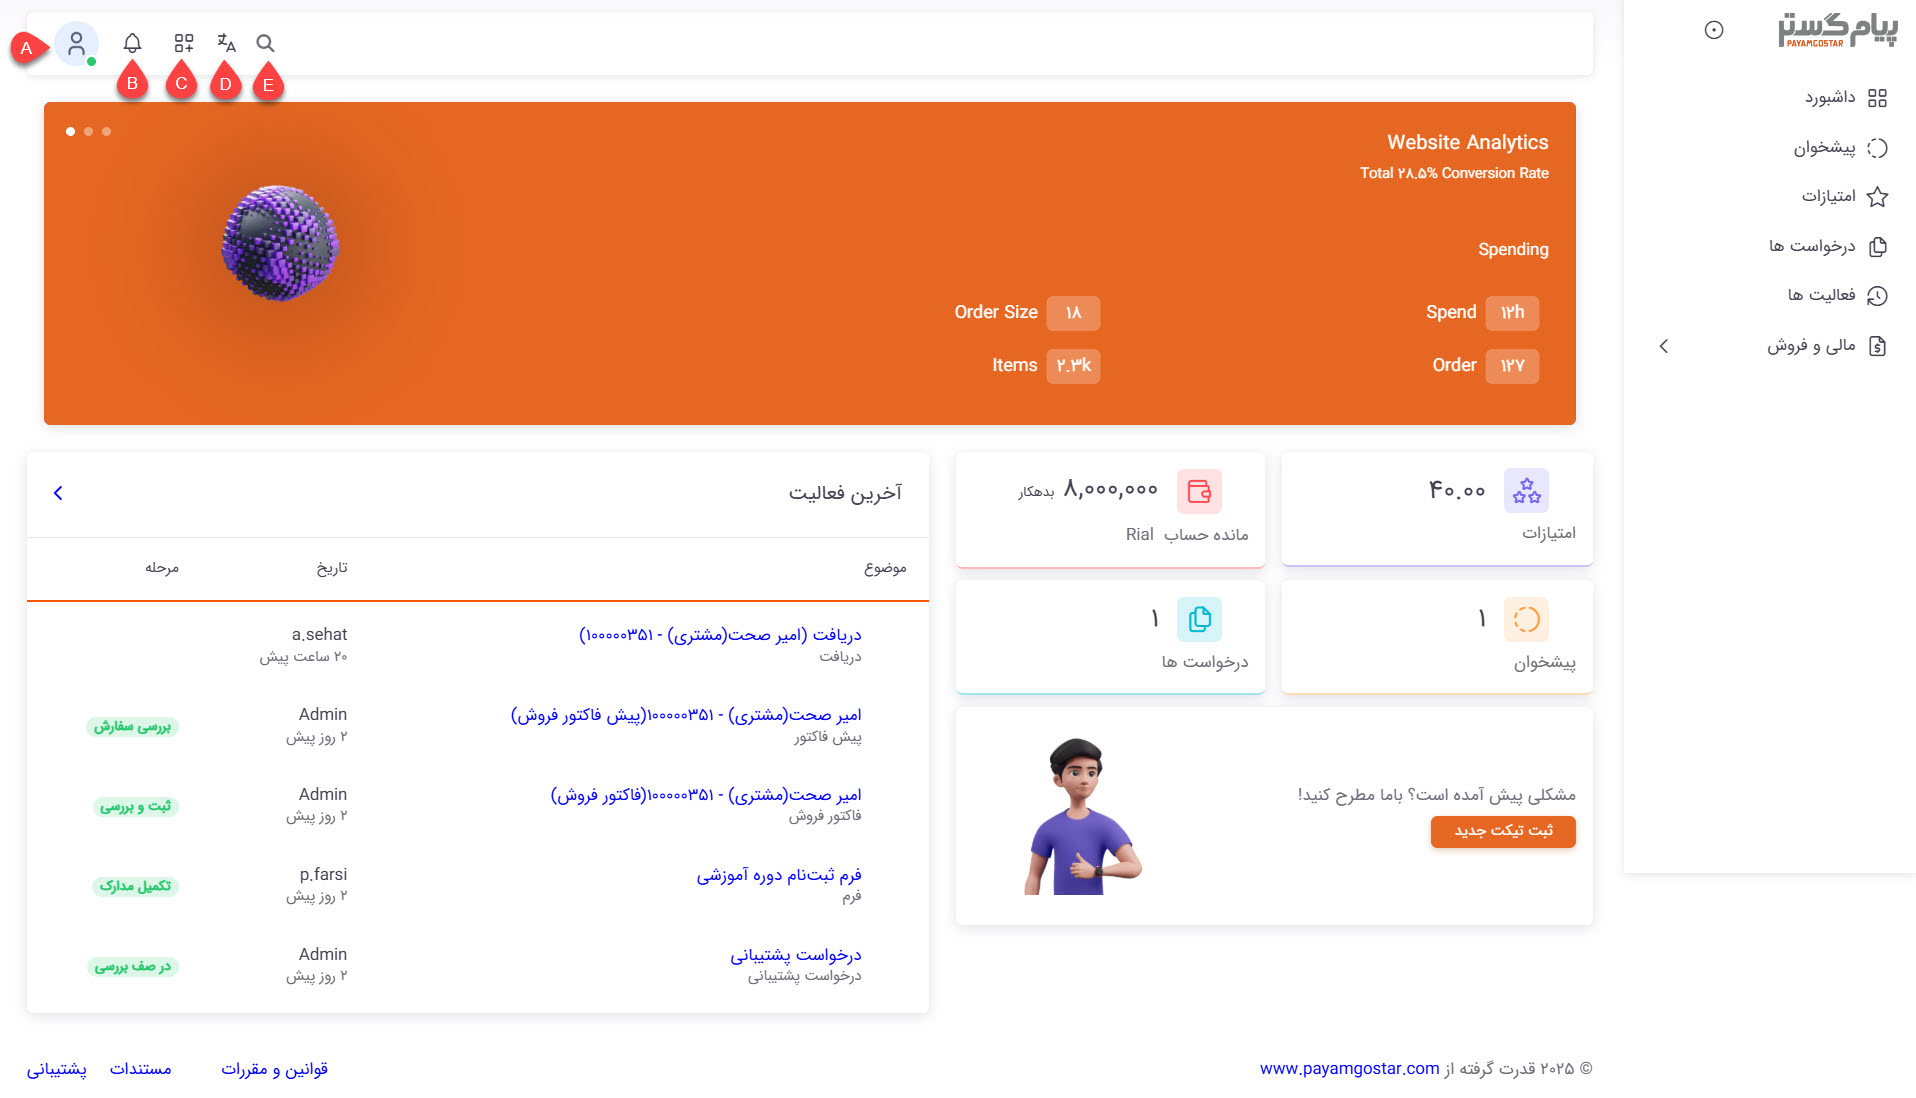 A
B
C
D
E
پیام گستر
PAYAMGOSTAR
داشبورد
پیشخوان
امتیازات
درخواست ها
فعالیت ها
مالی و فروش
Website Analytics
Total ۲۸.۵% Conversion Rate
Spending
۱۲h Spend
۱۸ Order Size
۱۲۷ Order
۲.۳k Items
۴۰.۰۰
امتیازات
۸,۰۰۰,۰۰۰ بدهکار
مانده حساب Rial
۱
پیشخوان
۱
درخواست ها
مشکلی پیش آمده است؟ باما مطرح کنید!
ثبت تیکت جدید
آخرین فعالیت
موضوع تاریخ مرحله
دریافت (امیر صحت(مشتری) - ۱۰۰۰۰۰۳۵۱)
دریافت
a.sehat
۲۰ ساعت پیش
امیر صحت(مشتری) - ۱۰۰۰۰۰۳۵۱(پیش فاکتور فروش)
پیش فاکتور
Admin
۲ روز پیش
بررسی سفارش
امیر صحت(مشتری) - ۱۰۰۰۰۰۳۵۱(فاکتور فروش)
فاکتور فروش
Admin
۲ روز پیش
ثبت و بررسی
فرم ثبت‌نام دوره آموزشی
فرم
p.farsi
۲ روز پیش
تکمیل مدارک
درخواست پشتیبانی
درخواست پشتیبانی
Admin
۲ روز پیش
در صف بررسی
© ۲۰۲۵ قدرت گرفته از www.payamgostar.com
قوانین و مقررات مستندات پشتیبانی